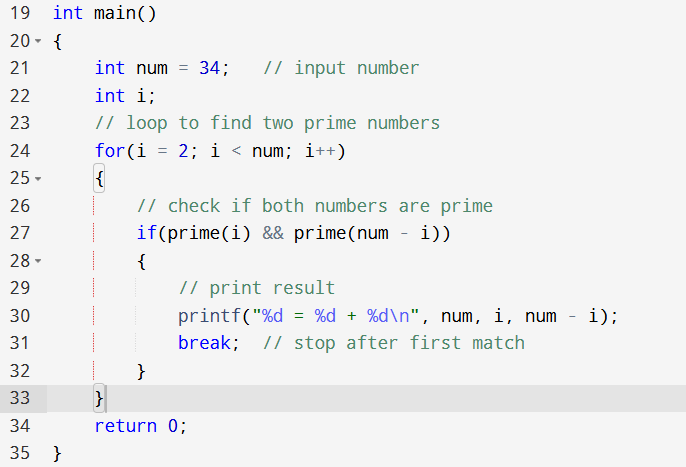 19 int main()
20 {
21     int num = 34;   // input number
22     int i;
23     // loop to find two prime numbers
24     for(i = 2; i < num; i++)
25     {
26         // check if both numbers are prime
27         if(prime(i) && prime(num - i))
28         {
29             // print result
30             printf("%d = %d + %d\n", num, i, num - i);
31             break;  // stop after first match
32         }
33     }
34     return 0;
35 }